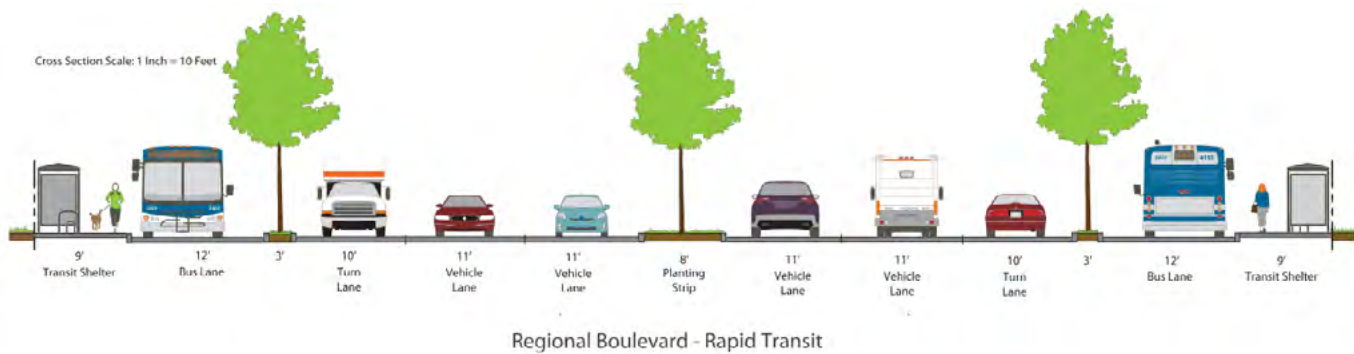 Cross Section Scale: 1 Inch = 10 Feet
9' 12' 3' 10' 11' 11' 8' 11' 11' 10' 3' 12' 9'
Transit Shelter Bus Lane Turn Vehicle Vehicle Planting Vehicle Vehicle Turn Bus Lane Transit Shelter
Lane Lane Lane Strip Lane Lane Lane
Regional Boulevard - Rapid Transit